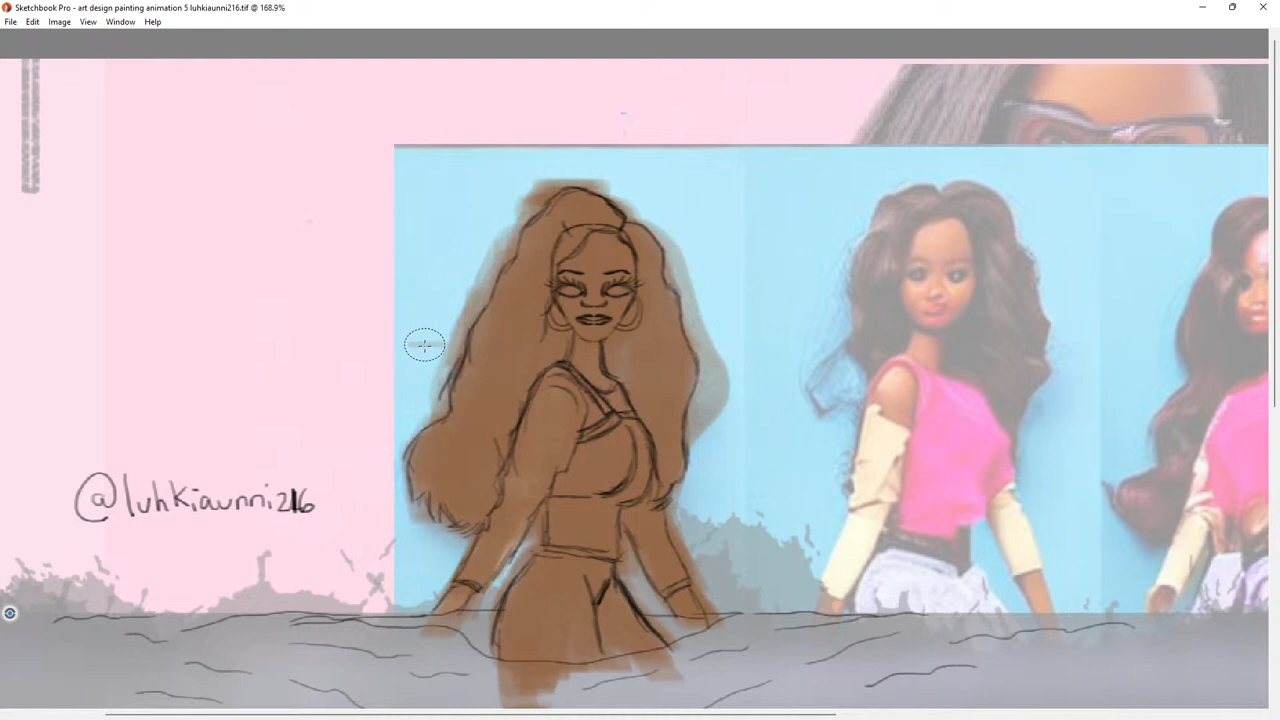 Sketchbook Pro - art design painting animation 5 luhkiaunni216.tif @ 168.9%
File Edit Image View Window Help
@luhkiaunni216